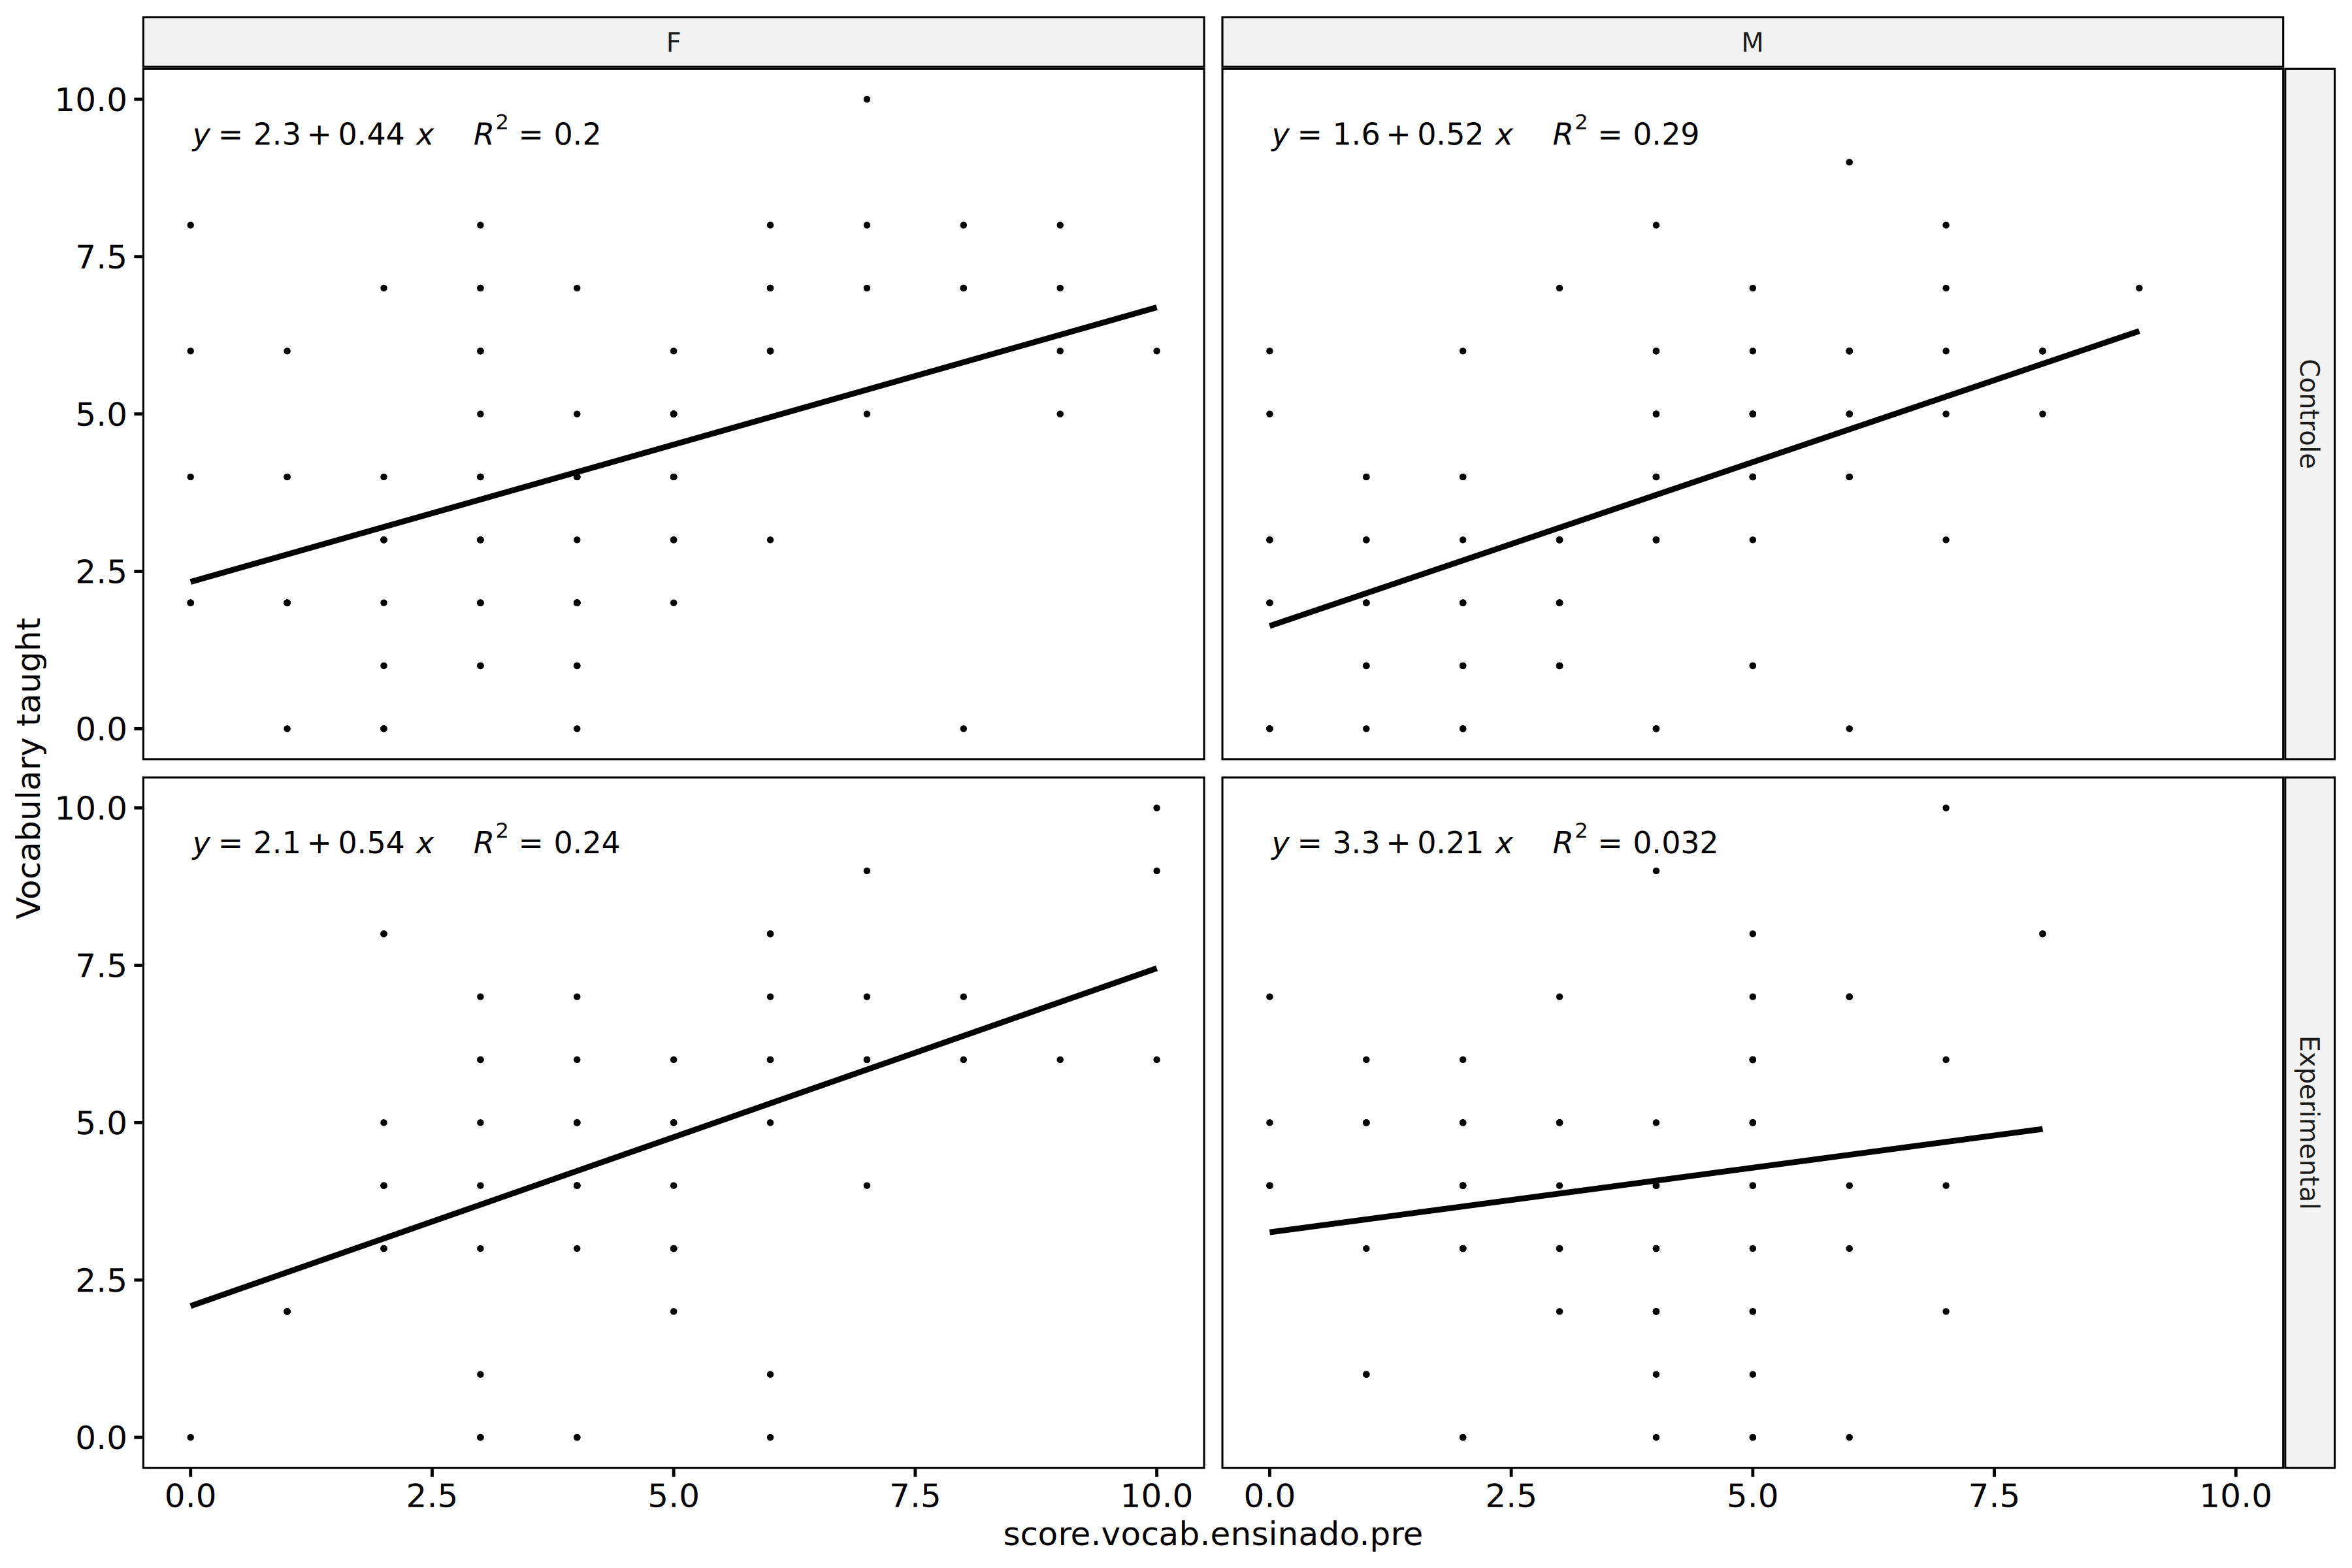 F
M
y = 2.3 + 0.44 x R² = 0.2
y = 1.6 + 0.52 x R² = 0.29
10.0
7.5
5.0
2.5
0.0
Controle
Vocabulary taught
y = 2.1 + 0.54 x R² = 0.24
y = 3.3 + 0.21 x R² = 0.032
10.0
7.5
5.0
2.5
0.0
Experimental
0.0 2.5 5.0 7.5 10.0
0.0 2.5 5.0 7.5 10.0
score.vocab.ensinado.pre